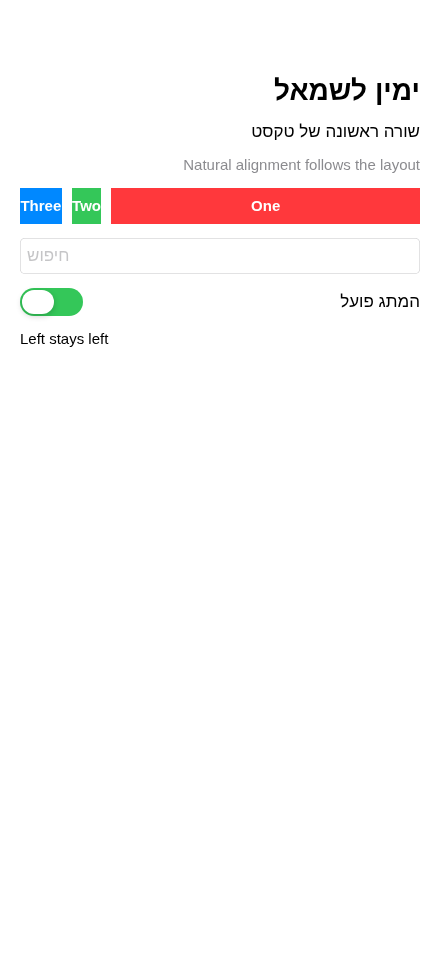 ימין לשמאל
שורה ראשונה של טקסט
Natural alignment follows the layout
One
Two
Three
חיפוש
המתג פועל
Left stays left